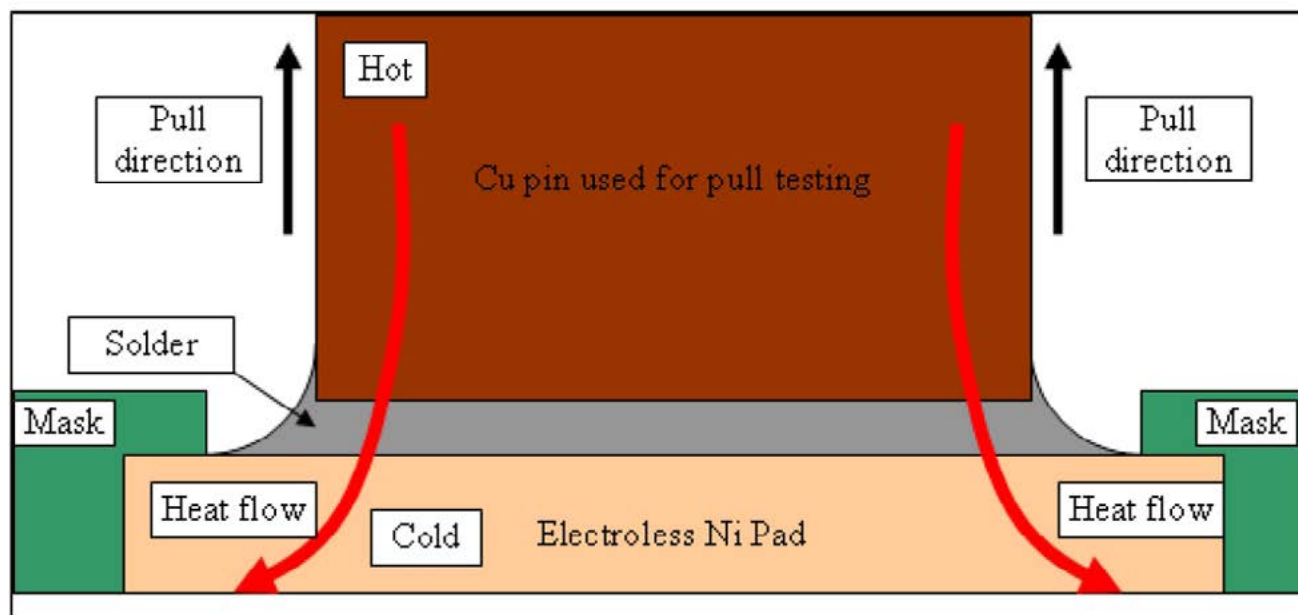 Hot
Pull
direction
Pull
direction
Cu pin used for pull testing
Solder
Mask
Mask
Heat flow
Heat flow
Cold
Electroless Ni Pad